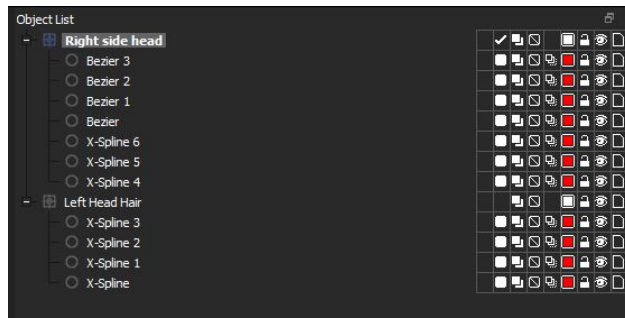 Object List
Right side head
Bezier 3
Bezier 2
Bezier 1
Bezier
X-Spline 6
X-Spline 5
X-Spline 4
Left Head Hair
X-Spline 3
X-Spline 2
X-Spline 1
X-Spline